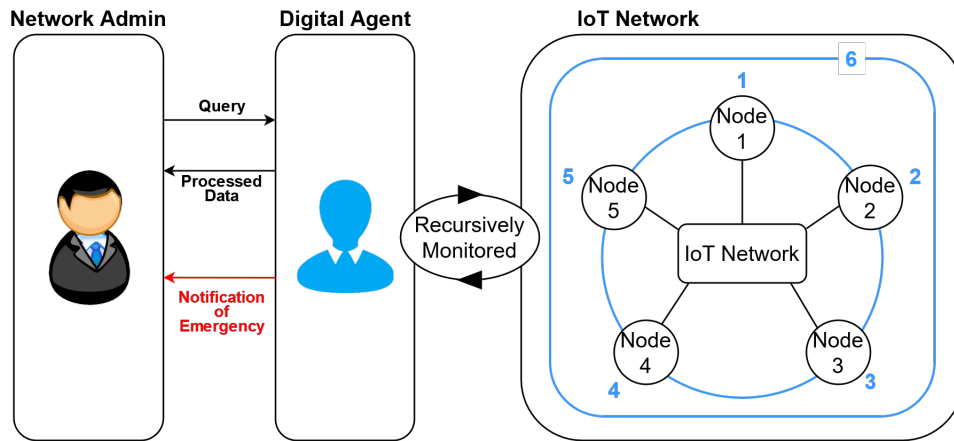 Network Admin
Digital Agent
IoT Network
Query
Processed
Data
Notification
of
Emergency
Recursively
Monitored
6
1
Node
1
5
Node
5
Node
2
2
IoT Network
Node
4
4
Node
3
3